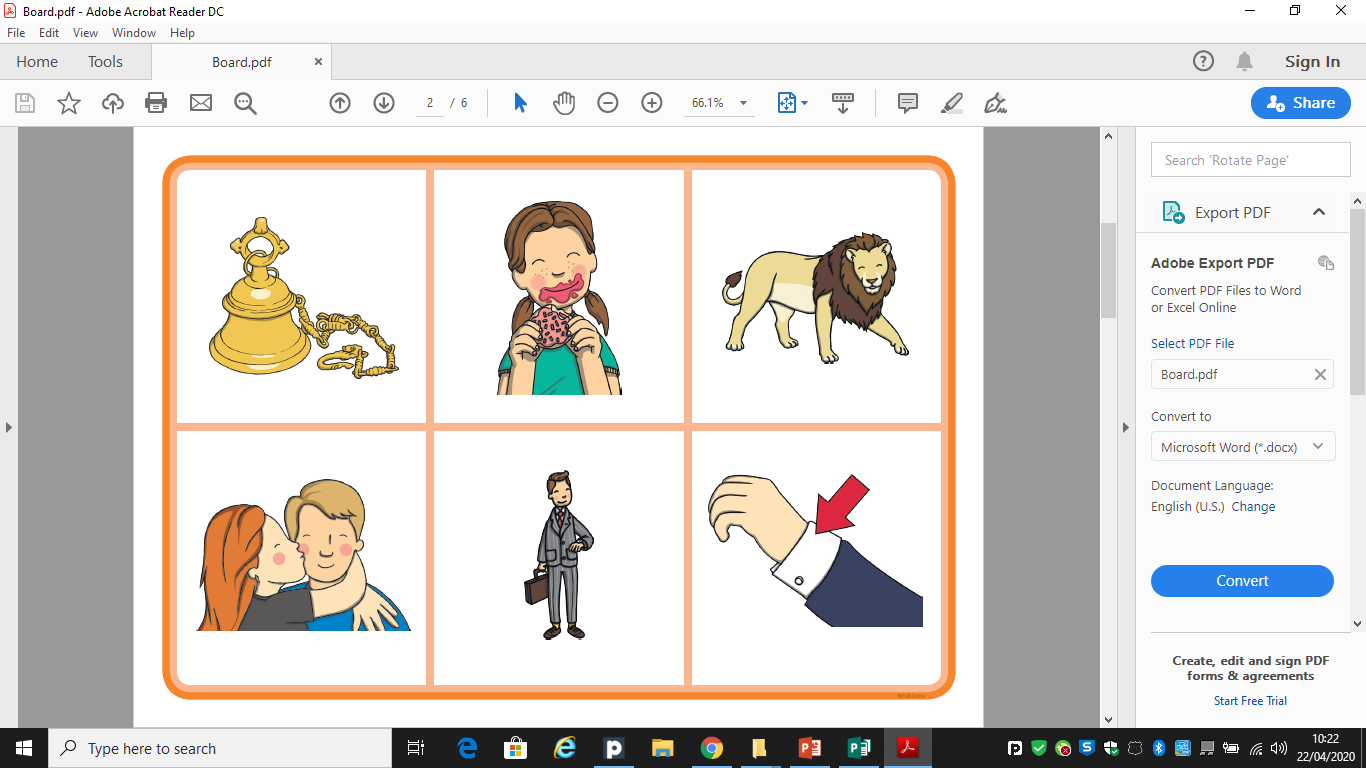 Board.pdf - Adobe Acrobat Reader DC
File Edit View Window Help
Home Tools Board.pdf × Sign In
2 / 6 66.1% Share
Search 'Rotate Page'
Export PDF
Adobe Export PDF
Convert PDF Files to Word
or Excel Online
Select PDF File
Board.pdf
Convert to
Microsoft Word (*.docx)
Document Language:
English (U.S.) Change
Convert
Create, edit and sign PDF
forms & agreements
Start Free Trial
Type here to search
10:22
22/04/2020